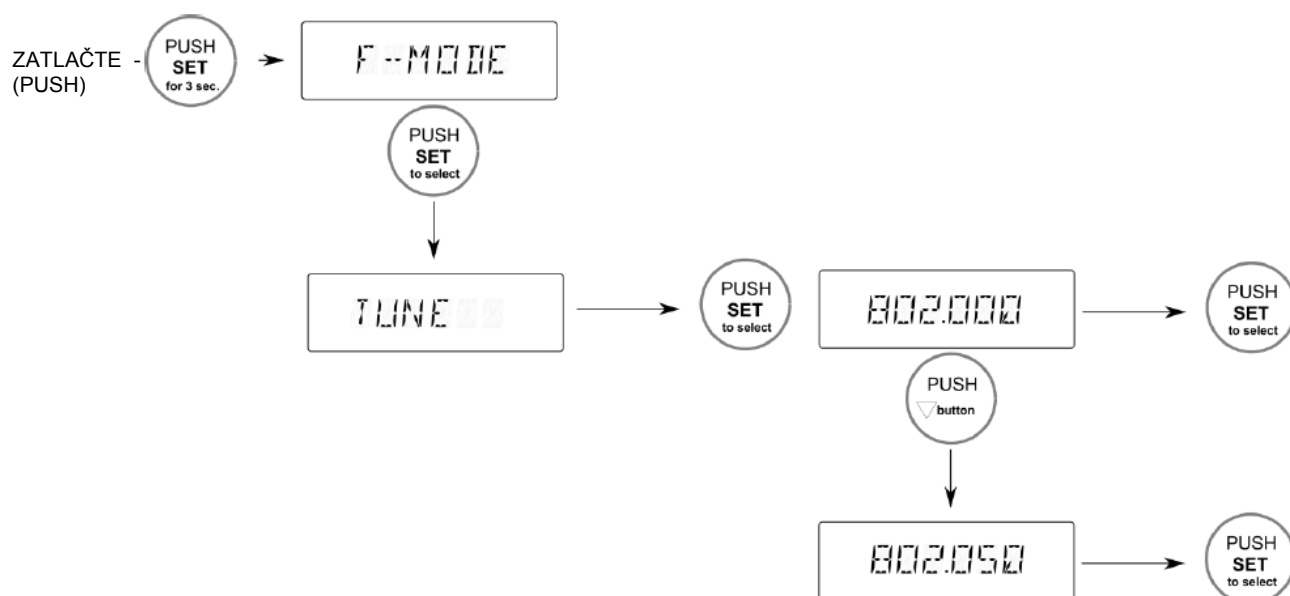 ZATLAČTE -
(PUSH)
PUSH
SET
for 3 sec.
F--MODE
PUSH
SET
to select
TUNE
PUSH
SET
to select
802.000
PUSH
SET
to select
PUSH
button
802.050
PUSH
SET
to select